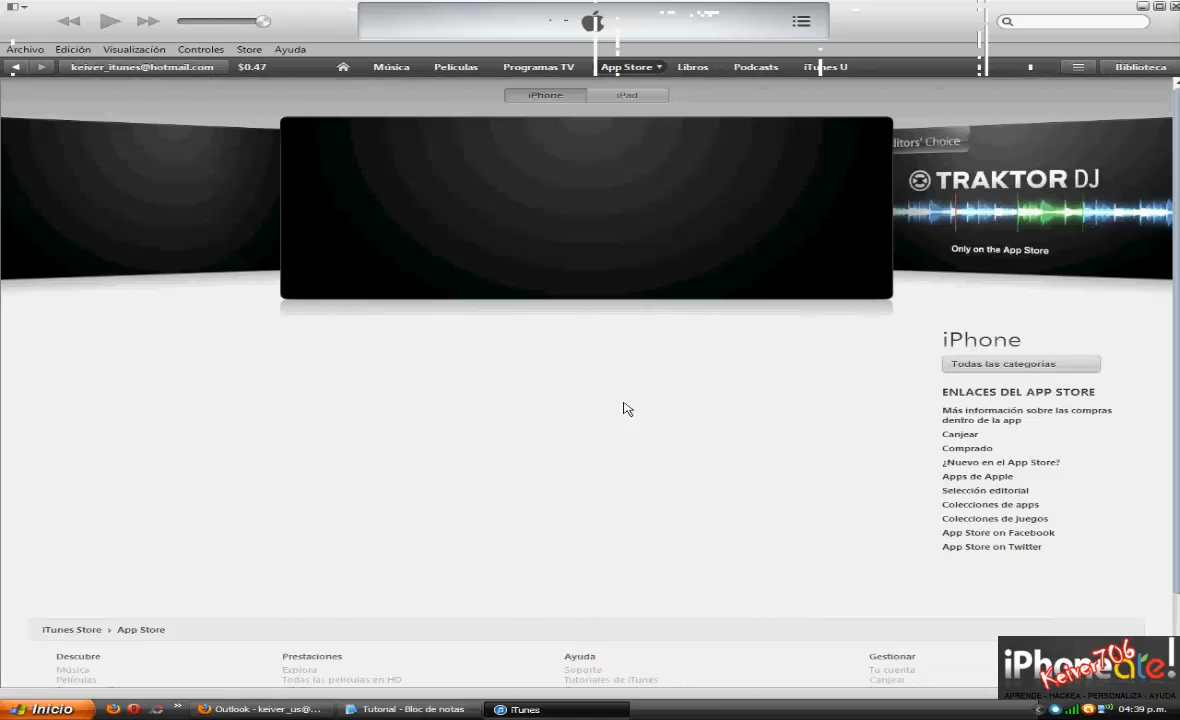 Archivo Edición Visualización Controles Store Ayuda
keiver_itunes@hotmail.com $0.47 Música Películas Programas TV App Store Libros Podcasts iTunes U Biblioteca
iPhone iPad
Choice
TRAKTOR DJ
Only on the App Store
iPhone
Todas las categorías
ENLACES DEL APP STORE
Más información sobre las compras
dentro de la app
Canjear
Comprado
¿Nuevo en el App Store?
Apps de Apple
Selección editorial
Colecciones de apps
Colecciones de juegos
App Store on Facebook
App Store on Twitter
iTunes Store › App Store
Descubre Prestaciones Ayuda Gestionar
Música Explora Soporte Tu cuenta
Películas Todas las películas en HD Tutoriales de iTunes Canjear
Keiver706
APRENDE - HACKEA - PERSONALIZA - AYUDA
Inicio Outlook - keiver_us@... Tutorial - Bloc de notas iTunes 04:39 p.m.